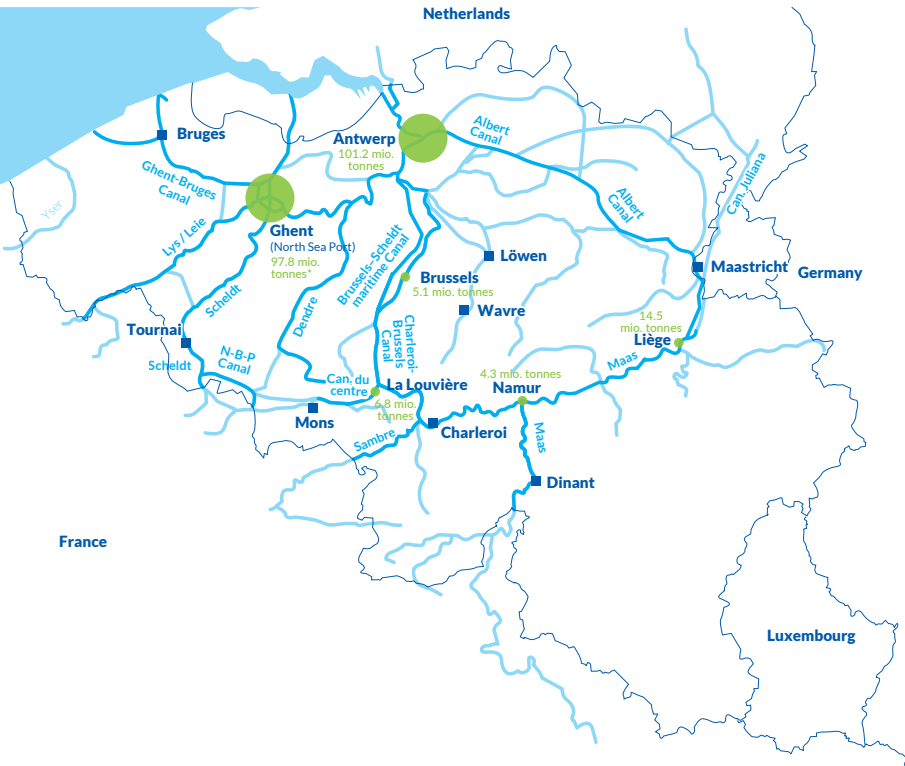 Netherlands
Bruges
Antwerp
101.2 mio.
tonnes
Albert
Canal
Can. Juliana
Ghent-Bruges
Canal
Yser
Lys / Leie
Ghent
(North Sea Port)
97.8 mio.
tonnes*
Albert
Canal
Brussels-Scheldt
maritime Canal
Löwen
Maastricht
Germany
Brussels
5.1 mio. tonnes
Scheldt
Dendre
Wavre
14.5
mio. tonnes
Liège
Tournai
Scheldt
N-B-P
Canal
Charleroi-
Brussels
Canal
Maas
Can. du
centre
La Louvière
6.8 mio.
tonnes
4.3 mio. tonnes
Namur
Mons
Sambre
Charleroi
Maas
Dinant
France
Luxembourg